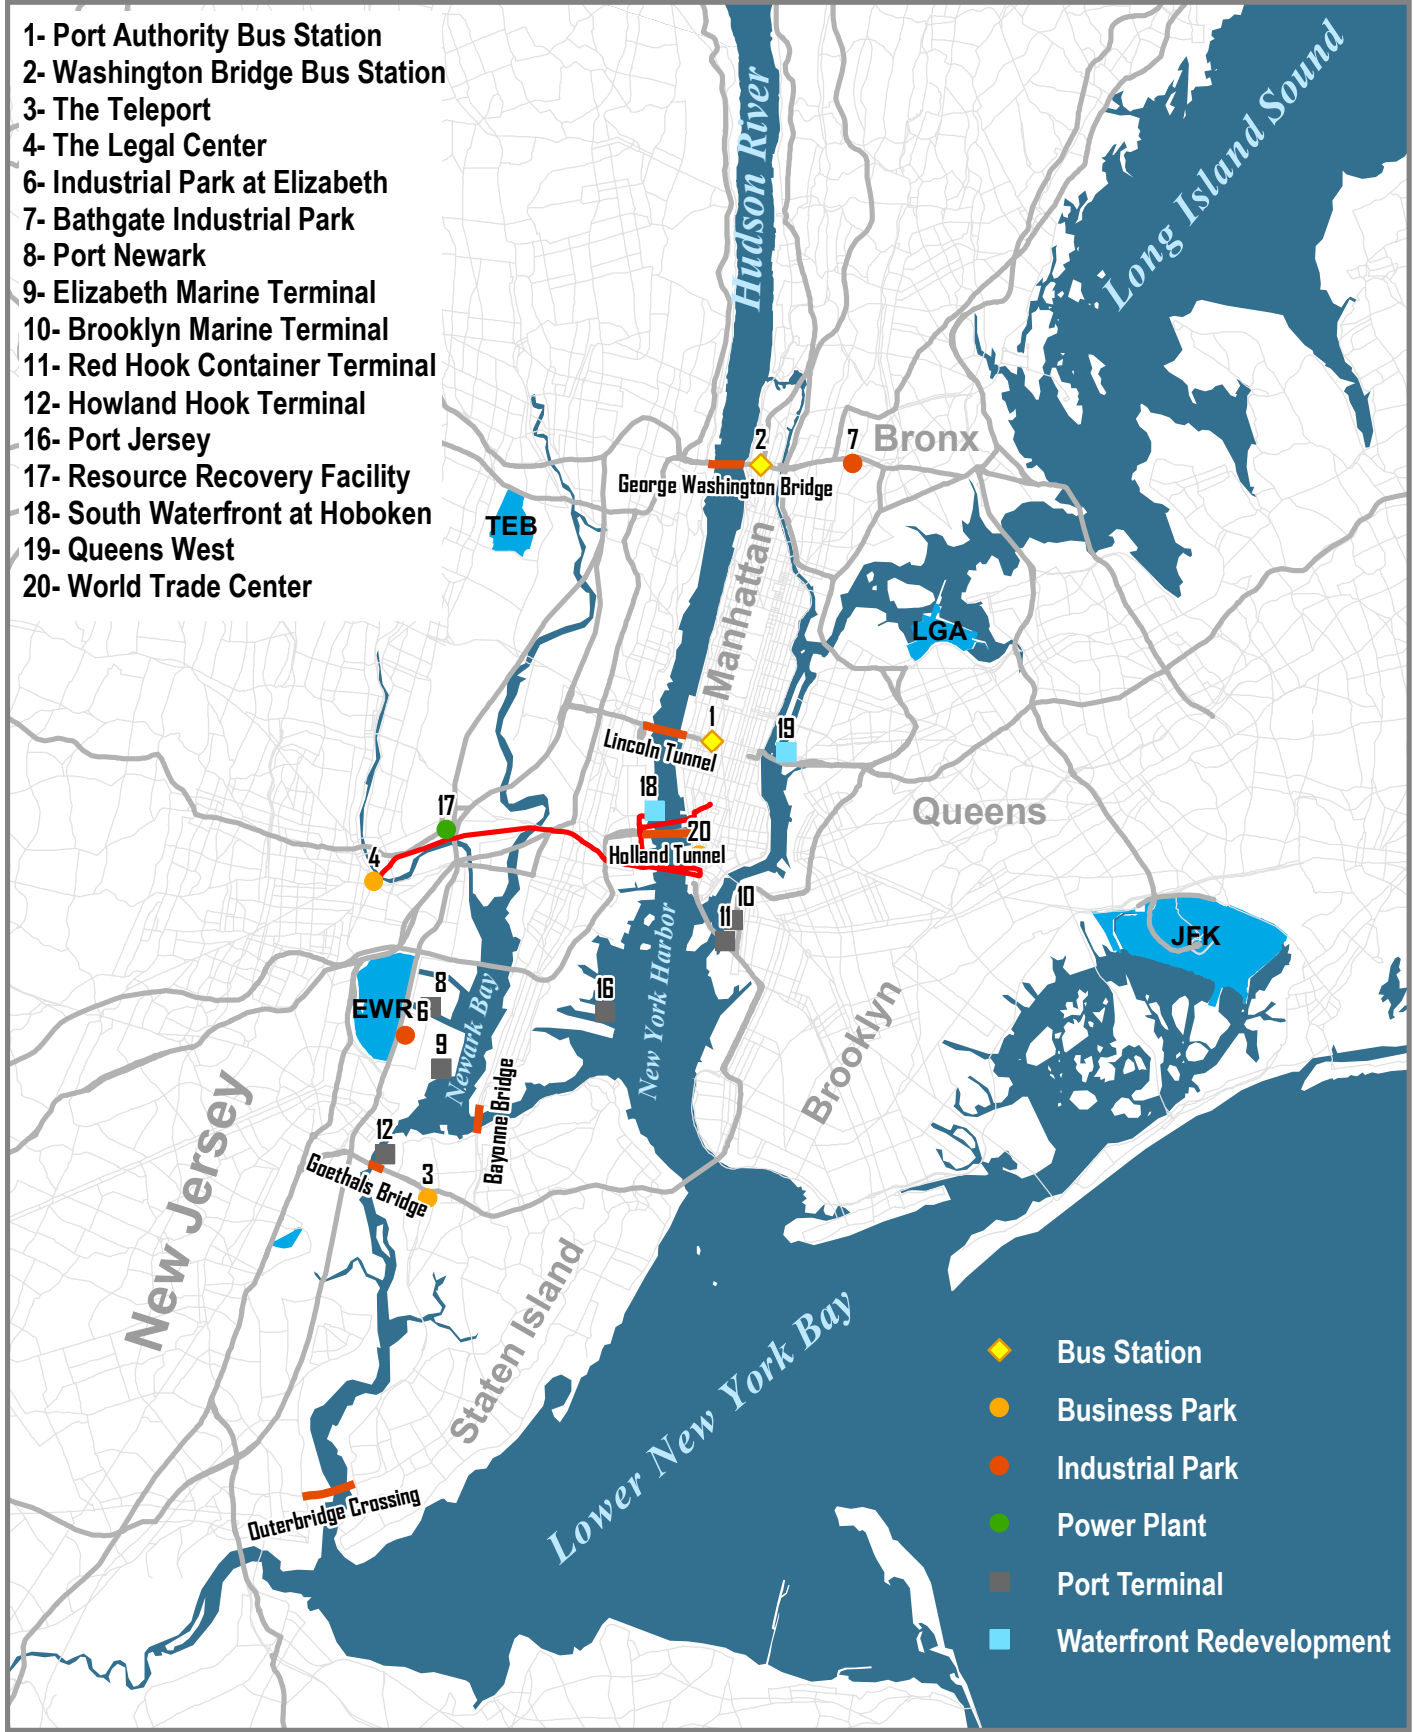 1- Port Authority Bus Station
2- Washington Bridge Bus Station
3- The Teleport
4- The Legal Center
6- Industrial Park at Elizabeth
7- Bathgate Industrial Park
8- Port Newark
9- Elizabeth Marine Terminal
10- Brooklyn Marine Terminal
11- Red Hook Container Terminal
12- Howland Hook Terminal
16- Port Jersey
17- Resource Recovery Facility
18- South Waterfront at Hoboken
19- Queens West
20- World Trade Center
Hudson River
Long Island Sound
2
7
Bronx
George Washington Bridge
TEB
Manhattan
LGA
1
19
Lincoln Tunnel
18
Queens
17
20
4
Holland Tunnel
10
11
JFK
New York Harbor
8
16
EWR
6
Newark Bay
9
Brooklyn
Bayonne Bridge
12
3
Goethals Bridge
New Jersey
Staten Island
Lower New York Bay
Outerbridge Crossing
Bus Station
Business Park
Industrial Park
Power Plant
Port Terminal
Waterfront Redevelopment